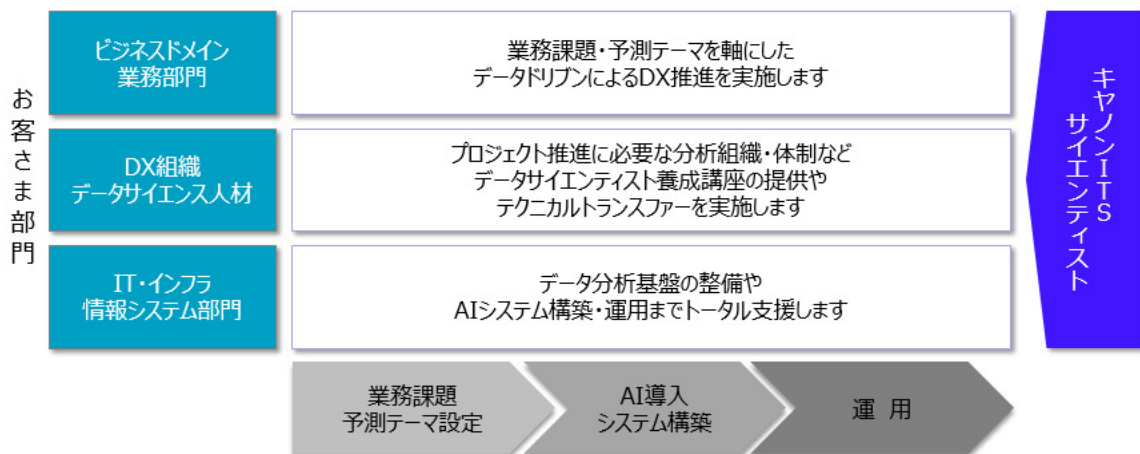 お客さま部門
ビジネスドメイン
業務部門
業務課題・予測テーマを軸にした
データドリブンによるDX推進を実施します
DX組織
データサイエンス人材
プロジェクト推進に必要な分析組織・体制など
データサイエンティスト養成講座の提供や
テクニカルトランスファーを実施します
IT・インフラ
情報システム部門
データ分析基盤の整備や
AIシステム構築・運用までトータル支援します
キヤノンITS
サイエンティスト
業務課題
予測テーマ設定
AI導入
システム構築
運 用